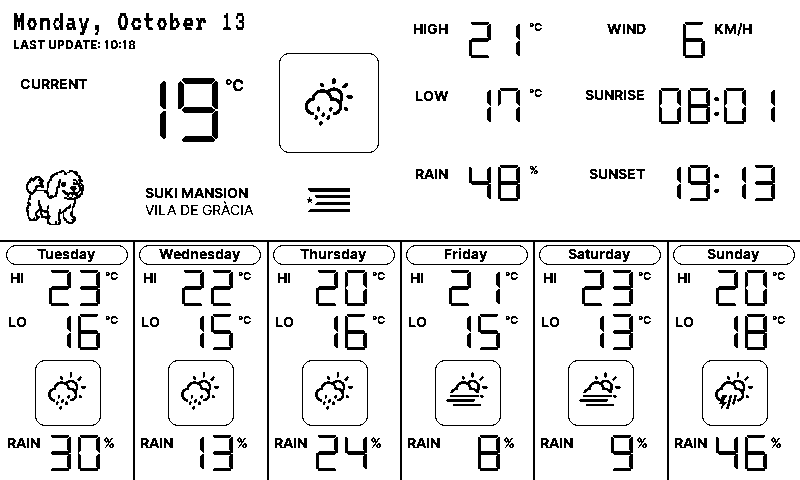 Monday, October 13
LAST UPDATE: 10:18
CURRENT 19 °C
HIGH 21 °C
LOW 17 °C
RAIN 48 %
WIND 6 KM/H
SUNRISE 08:01
SUNSET 19:13
SUKI MANSION
VILA DE GRÀCIA
Tuesday
HI 23 °C
LO 16 °C
RAIN 30 %
Wednesday
HI 22 °C
LO 15 °C
RAIN 13 %
Thursday
HI 20 °C
LO 16 °C
RAIN 24 %
Friday
HI 21 °C
LO 15 °C
RAIN 8 %
Saturday
HI 23 °C
LO 13 °C
RAIN 9 %
Sunday
HI 20 °C
LO 18 °C
RAIN 46 %